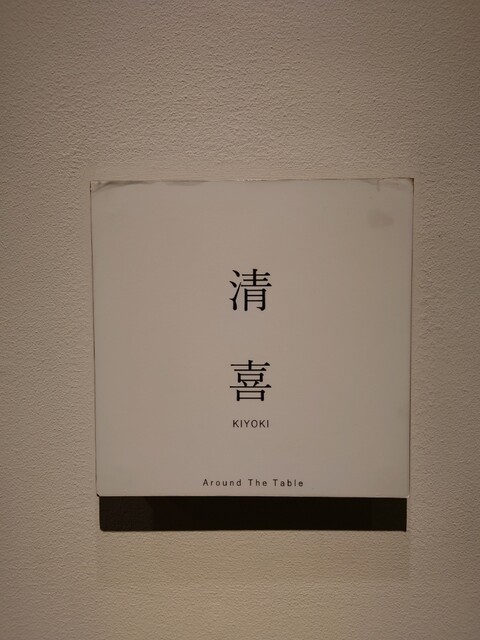 清
喜
KIYOKI
Around The Table